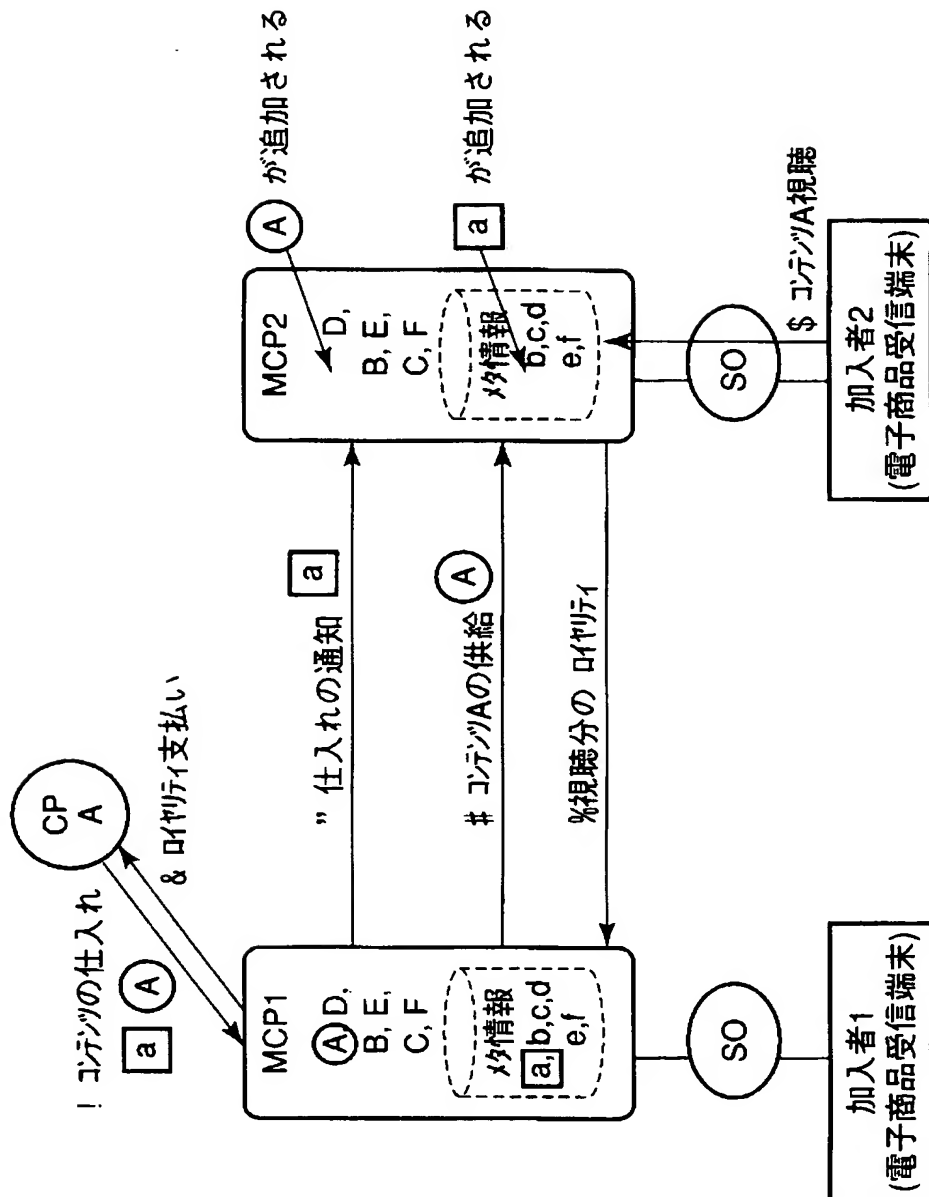 ! コンテンツの仕入れ
a A
CP
A
& ロイヤリティ支払い
MCP1
A, D,
B, E,
C, F
メタ情報
a, b,c,d
e,f
SO
加入者1
(電子商品受信端末)
” 仕入れの通知 a
# コンテンツAの供給 A
%視聴分の ロイヤリティ
MCP2
D,
B, E,
C, F
メタ情報
b,c,d
e,f
A が追加される
a が追加される
SO
$ コンテンツA視聴
加入者2
(電子商品受信端末)